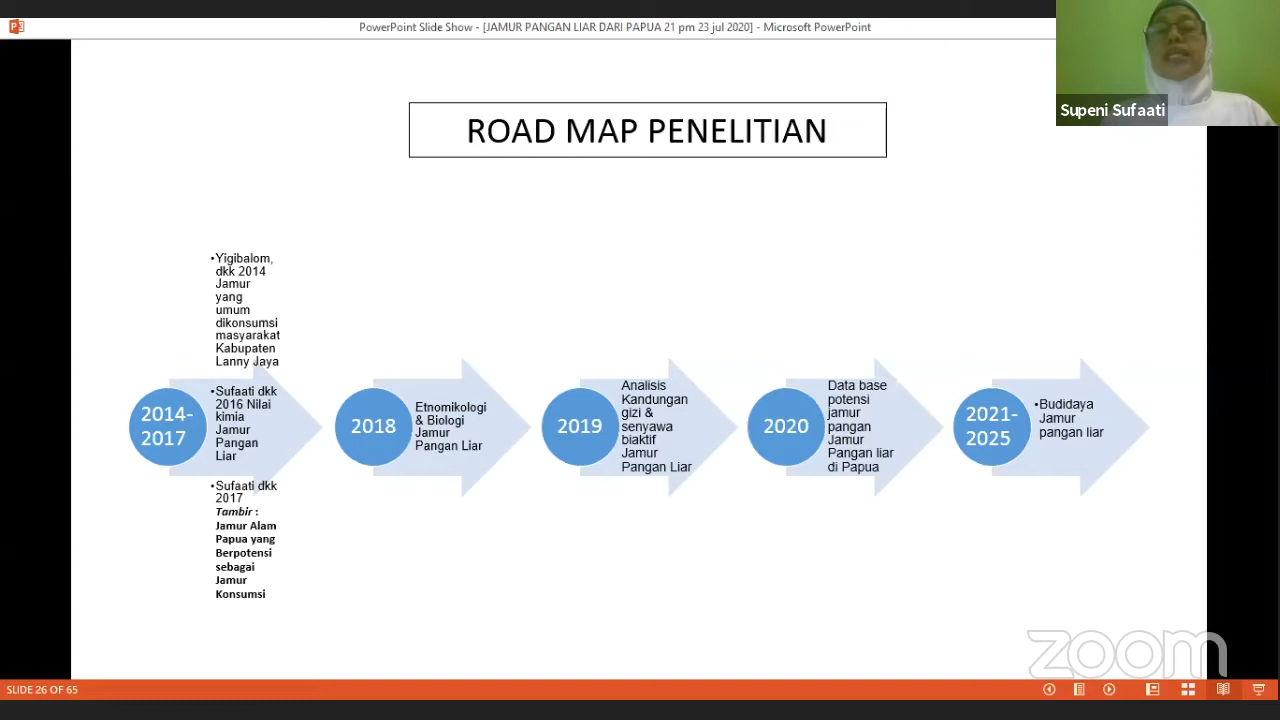 PowerPoint Slide Show - [JAMUR PANGAN LIAR DARI PAPUA 21 pm 23 jul 2020] - Microsoft PowerPoint
Supeni Sufaati
ROAD MAP PENELITIAN
2014-
2017
•Yigibalom,
dkk 2014
Jamur
yang
umum
dikonsumsi
masyarakat
Kabupaten
Lanny Jaya
•Sufaati dkk
2016 Nilai
kimia
Jamur
Pangan
Liar
•Sufaati dkk
2017
Tambir :
Jamur Alam
Papua yang
Berpotensi
sebagai
Jamur
Konsumsi
2018
Etnomikologi
& Biologi
Jamur
Pangan Liar
2019
Analisis
Kandungan
gizi &
senyawa
biaktif
Jamur
Pangan Liar
2020
Data base
potensi
jamur
pangan
Jamur
Pangan liar
di Papua
2021-
2025
•Budidaya
Jamur
pangan liar
zoom
SLIDE 26 OF 65